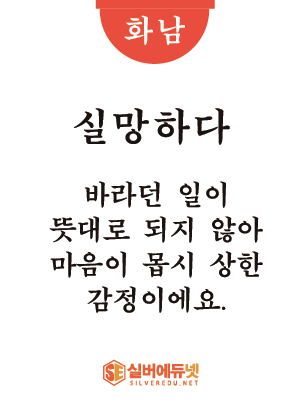 화남
실망하다
바라던 일이
뜻대로 되지 않아
마음이 몹시 상한
감정이에요.
SE 실버에듀넷
SILVEREDU.NET